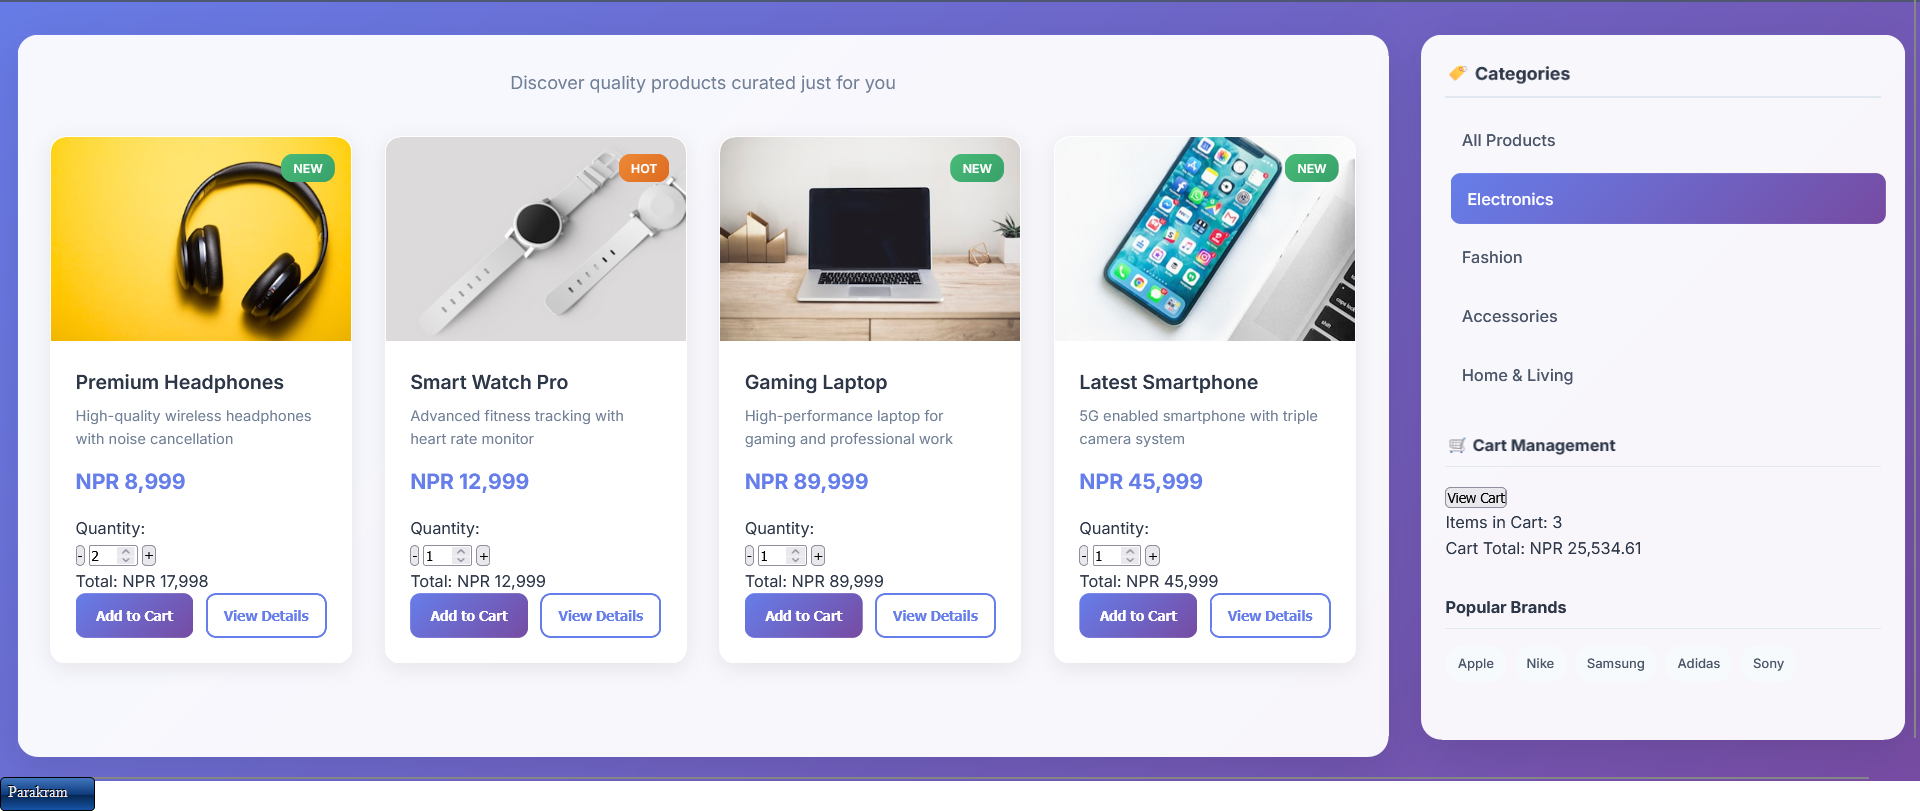 Discover quality products curated just for you
NEW
Premium Headphones
High-quality wireless headphones
with noise cancellation
NPR 8,999
Quantity:
- 2 +
Total: NPR 17,998
Add to Cart View Details
HOT
Smart Watch Pro
Advanced fitness tracking with
heart rate monitor
NPR 12,999
Quantity:
- 1 +
Total: NPR 12,999
Add to Cart View Details
NEW
Gaming Laptop
High-performance laptop for
gaming and professional work
NPR 89,999
Quantity:
- 1 +
Total: NPR 89,999
Add to Cart View Details
NEW
Latest Smartphone
5G enabled smartphone with triple
camera system
NPR 45,999
Quantity:
- 1 +
Total: NPR 45,999
Add to Cart View Details
Categories
All Products
Electronics
Fashion
Accessories
Home & Living
Cart Management
View Cart
Items in Cart: 3
Cart Total: NPR 25,534.61
Popular Brands
Apple Nike Samsung Adidas Sony
Parakram